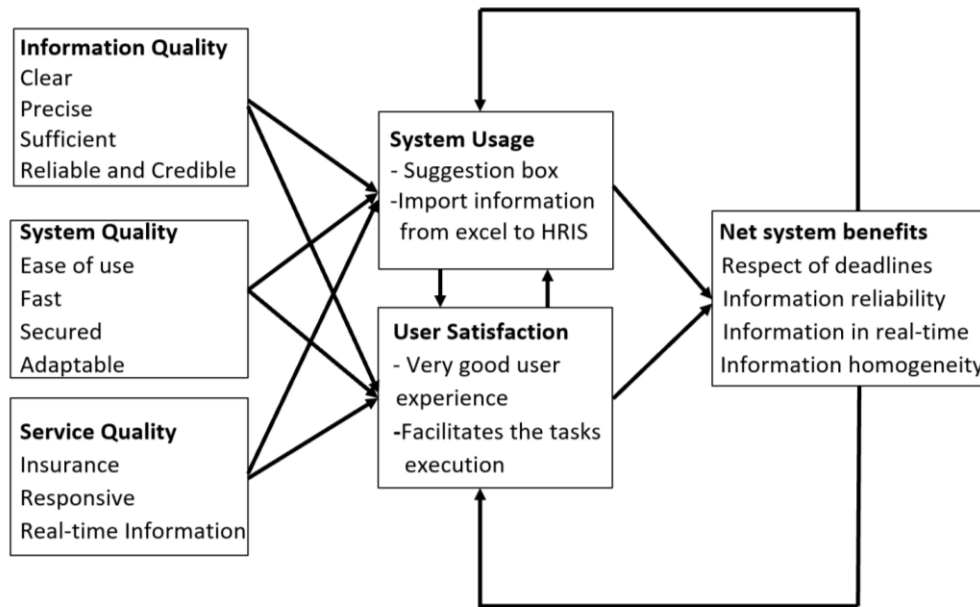 Information Quality
Clear
Precise
Sufficient
Reliable and Credible
System Quality
Ease of use
Fast
Secured
Adaptable
Service Quality
Insurance
Responsive
Real-time Information
System Usage
- Suggestion box
-Import information
from excel to HRIS
User Satisfaction
- Very good user
experience
-Facilitates the tasks
execution
Net system benefits
Respect of deadlines
Information reliability
Information in real-time
Information homogeneity